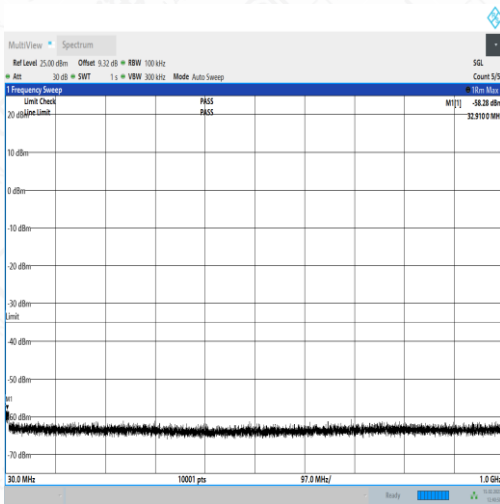 MultiView Spectrum
Ref Level 25.00 dBm Offset 9.32 dB RBW 100 kHz SGL
Att 30 dB SWT 1 s VBW 300 kHz Mode Auto Sweep Count 5/5
1 Frequency Sweep 1Rm Max
Limit Check PASS M1[1] -58.28 dBm
Line Limit PASS 32.9100 MH
20 dBm
10 dBm
0 dBm
-10 dBm
-20 dBm
-30 dBm
Limit
-40 dBm
-50 dBm
M1
-60 dBm
-70 dBm
30.0 MHz 10001 pts 97.0 MHz/ 1.0 GHz
Ready